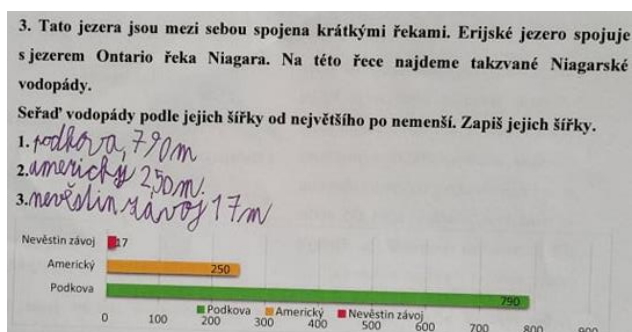 3. Tato jezera jsou mezi sebou spojena krátkými řekami. Erijské jezero spojuje
s jezerem Ontario řeka Niagara. Na této řece najdeme takzvané Niagarské
vodopády.
Seřaď vodopády podle jejich šířky od největšího po nemenší. Zapiš jejich šířky.
1. podkova, 790m
2. americký 250m.
3. nevěstin závoj 17m
Nevěstin závoj 17
Americký 250
Podkova 790
Podkova Americký Nevěstin závoj
0 100 200 300 400 500 600 700 800 900